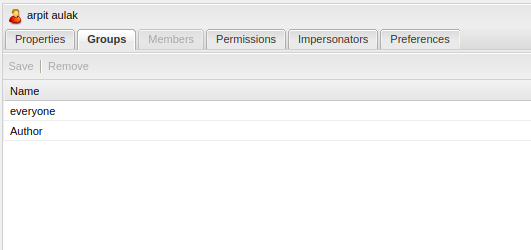 arpit aulak
Properties Groups Members Permissions Impersonators Preferences
Save Remove
Name
everyone
Author